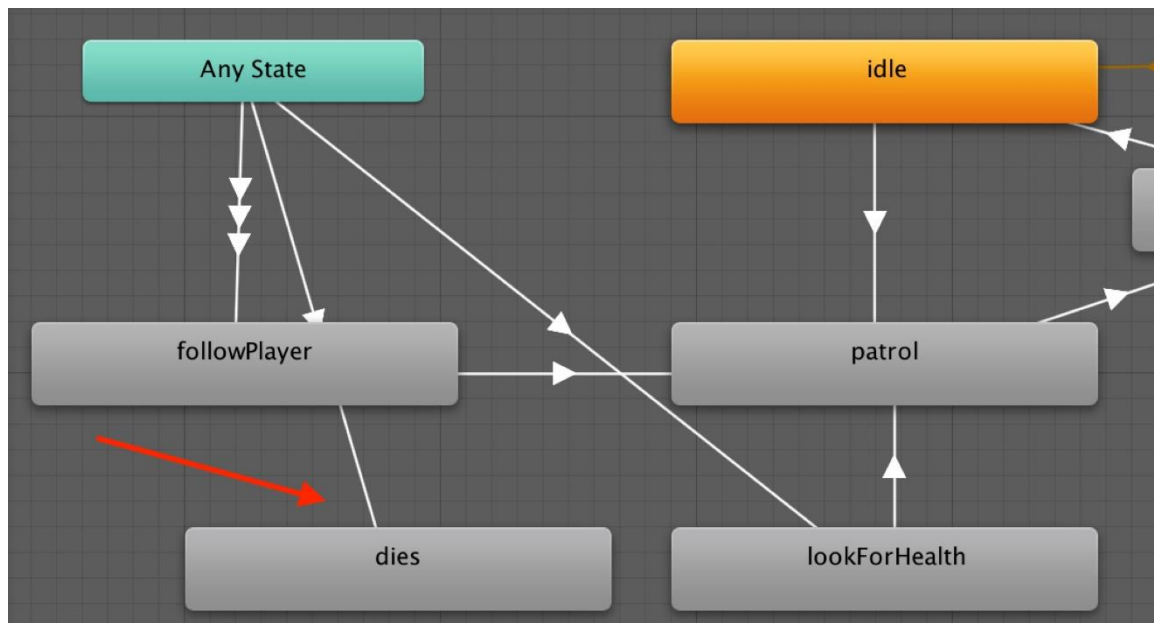 Any State
idle
followPlayer
patrol
dies
lookForHealth